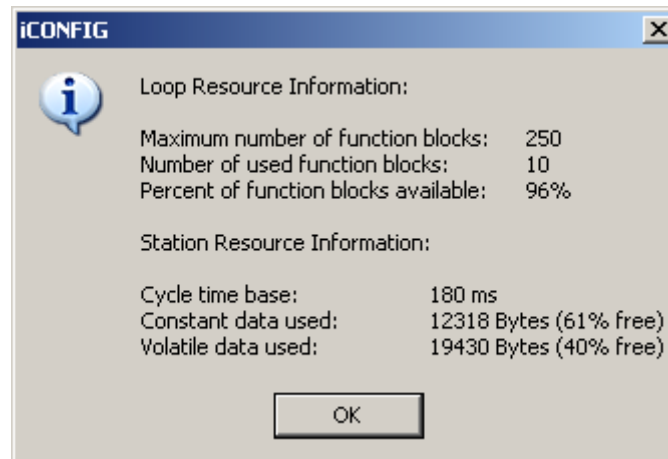 iCONFIG
Loop Resource Information:
Maximum number of function blocks: 250
Number of used function blocks: 10
Percent of function blocks available: 96%
Station Resource Information:
Cycle time base: 180 ms
Constant data used: 12318 Bytes (61% free)
Volatile data used: 19430 Bytes (40% free)
OK